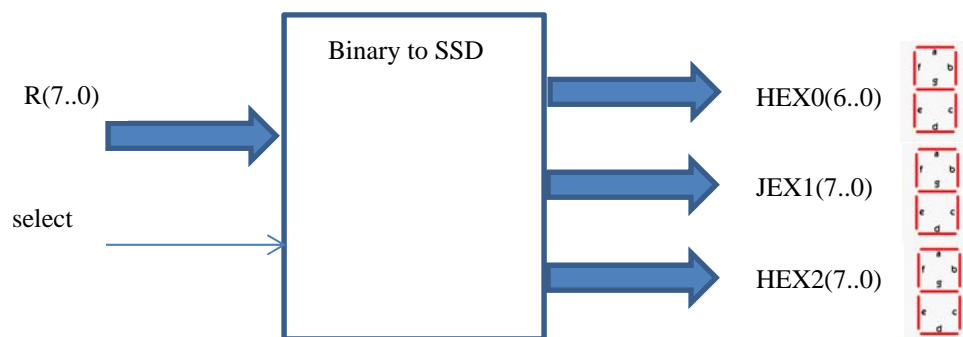 Binary to SSD
R(7..0)
select
HEX0(6..0)
a
f b
g
e c
d
JEX1(7..0)
a
f b
g
e c
d
HEX2(7..0)
a
f b
g
e c
d